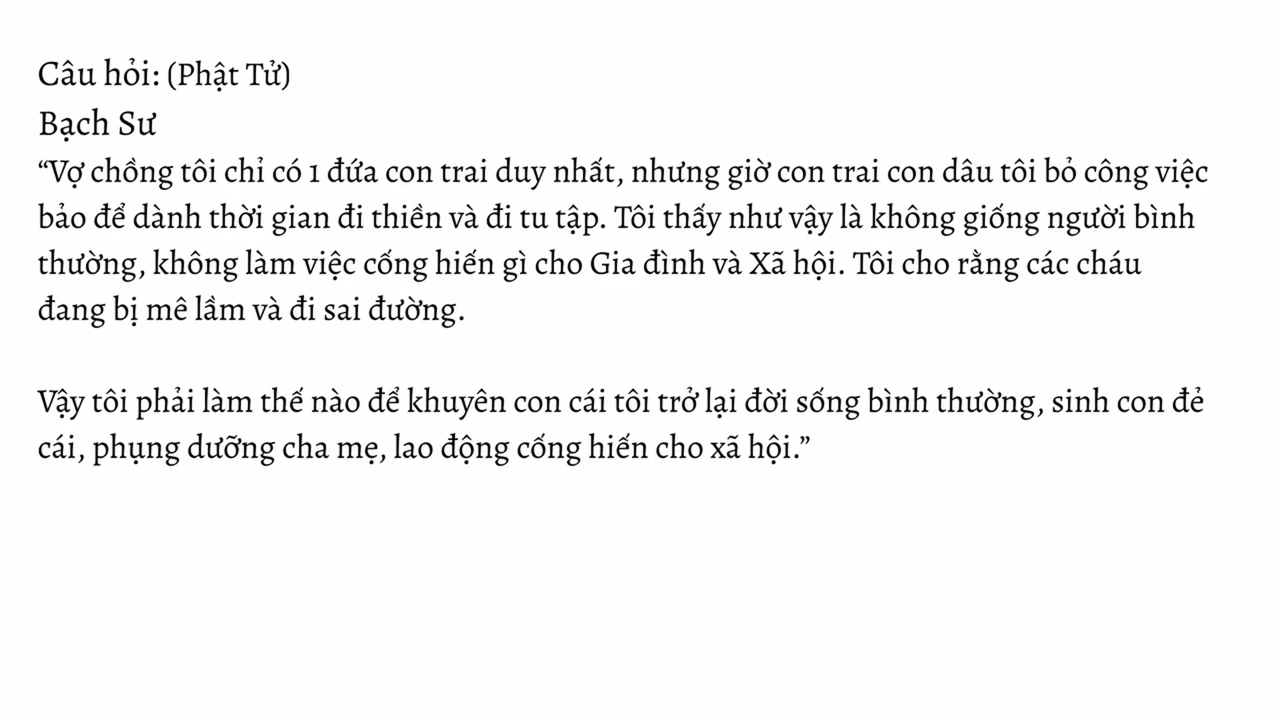 Câu hỏi: (Phật Tử)
Bạch Sư
“Vợ chồng tôi chỉ có 1 đứa con trai duy nhất, nhưng giờ con trai con dâu tôi bỏ công việc
bảo để dành thời gian đi thiền và đi tu tập. Tôi thấy như vậy là không giống người bình
thường, không làm việc cống hiến gì cho Gia đình và Xã hội. Tôi cho rằng các cháu
đang bị mê lầm và đi sai đường.
Vậy tôi phải làm thế nào để khuyên con cái tôi trở lại đời sống bình thường, sinh con đẻ
cái, phụng dưỡng cha mẹ, lao động cống hiến cho xã hội.”